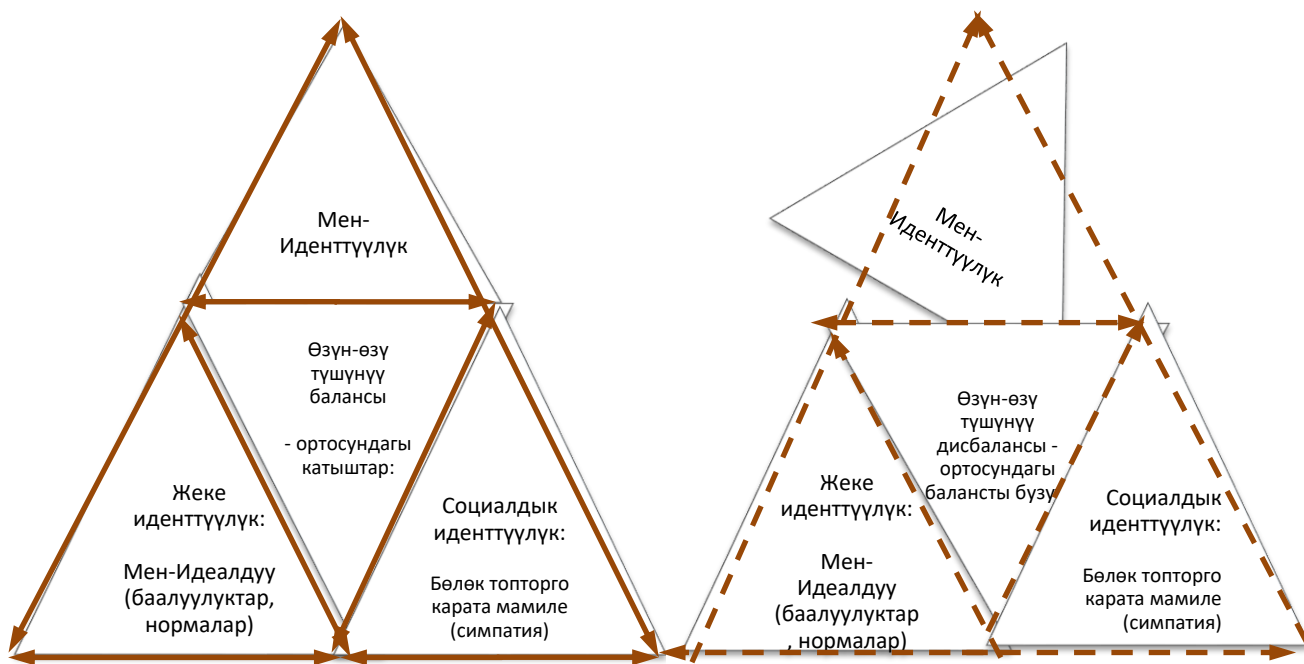 Мен-
Иденттүүлүк
Өзүн-өзү
түшүнүү
балансы
- ортосундагы
катыштар:
Жеке
иденттүүлүк:
Мен-Идеалдуу
(баалуулуктар,
нормалар)
Социалдык
иденттүүлүк:
Бөлөк топторго
карата мамиле
(симпатия)
Мен-
Иденттүүлүк
Өзүн-өзү
түшүнүү
дисбалансы -
ортосундагы
балансты бузу
Жеке
иденттүүлүк:
Мен-
Идеалдуу
(баалуулуктар
, нормалар)
Социалдык
иденттүүлүк:
Бөлөк топторго
карата мамиле
(симпатия)